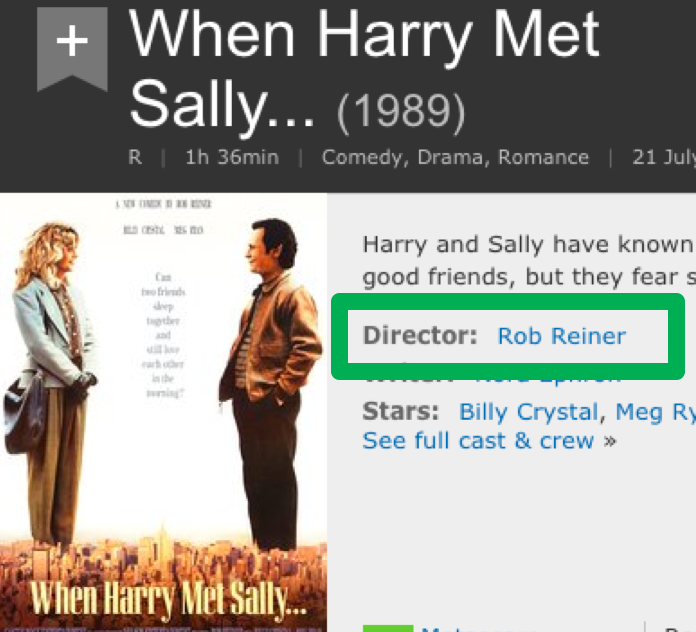 +
When Harry Met
Sally... (1989)
R | 1h 36min | Comedy, Drama, Romance | 21 July
A NEW COMEDY BY ROB REINER
BILLY CRYSTAL MEG RYAN
Can
two friends
sleep
together
and
still love
each other
in the
morning?
When Harry Met Sally...
Harry and Sally have known
good friends, but they fear s
Director: Rob Reiner
Writer: Nora Ephron
Stars: Billy Crystal, Meg Ry
See full cast & crew »